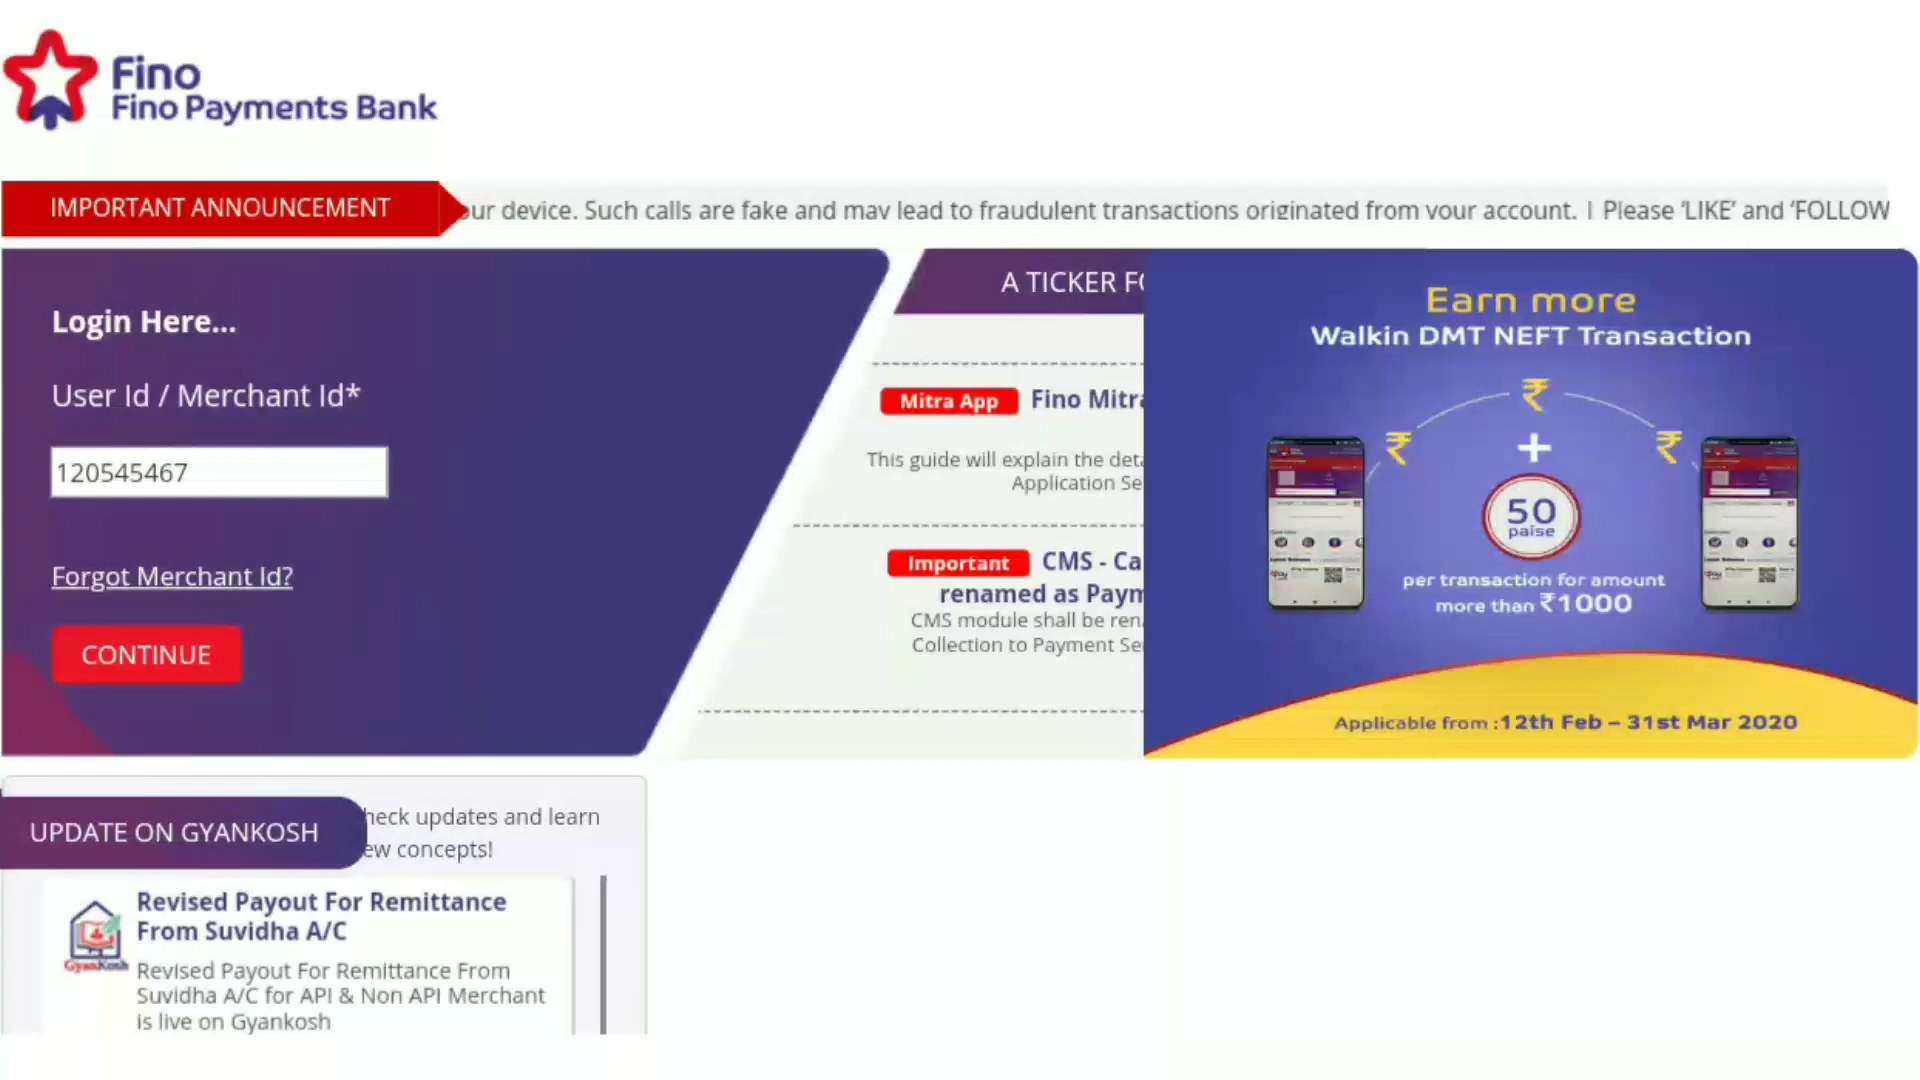 Fino
Fino Payments Bank
IMPORTANT ANNOUNCEMENT
our device. Such calls are fake and may lead to fraudulent transactions originated from your account. | Please 'LIKE' and 'FOLLOW
Login Here...
User Id / Merchant Id*
120545467
Forgot Merchant Id?
CONTINUE
A TICKER FO
Mitra App Fino Mitra
This guide will explain the deta
Application Se
Important CMS - Ca
renamed as Paym
CMS module shall be ren
Collection to Payment Se
Earn more
Walkin DMT NEFT Transaction
₹
₹ + ₹
50
paise
per transaction for amount
more than ₹1000
Applicable from :12th Feb – 31st Mar 2020
UPDATE ON GYANKOSH
heck updates and learn
ew concepts!
GyanKosh
Revised Payout For Remittance
From Suvidha A/C
Revised Payout For Remittance From
Suvidha A/C for API & Non API Merchant
is live on Gyankosh